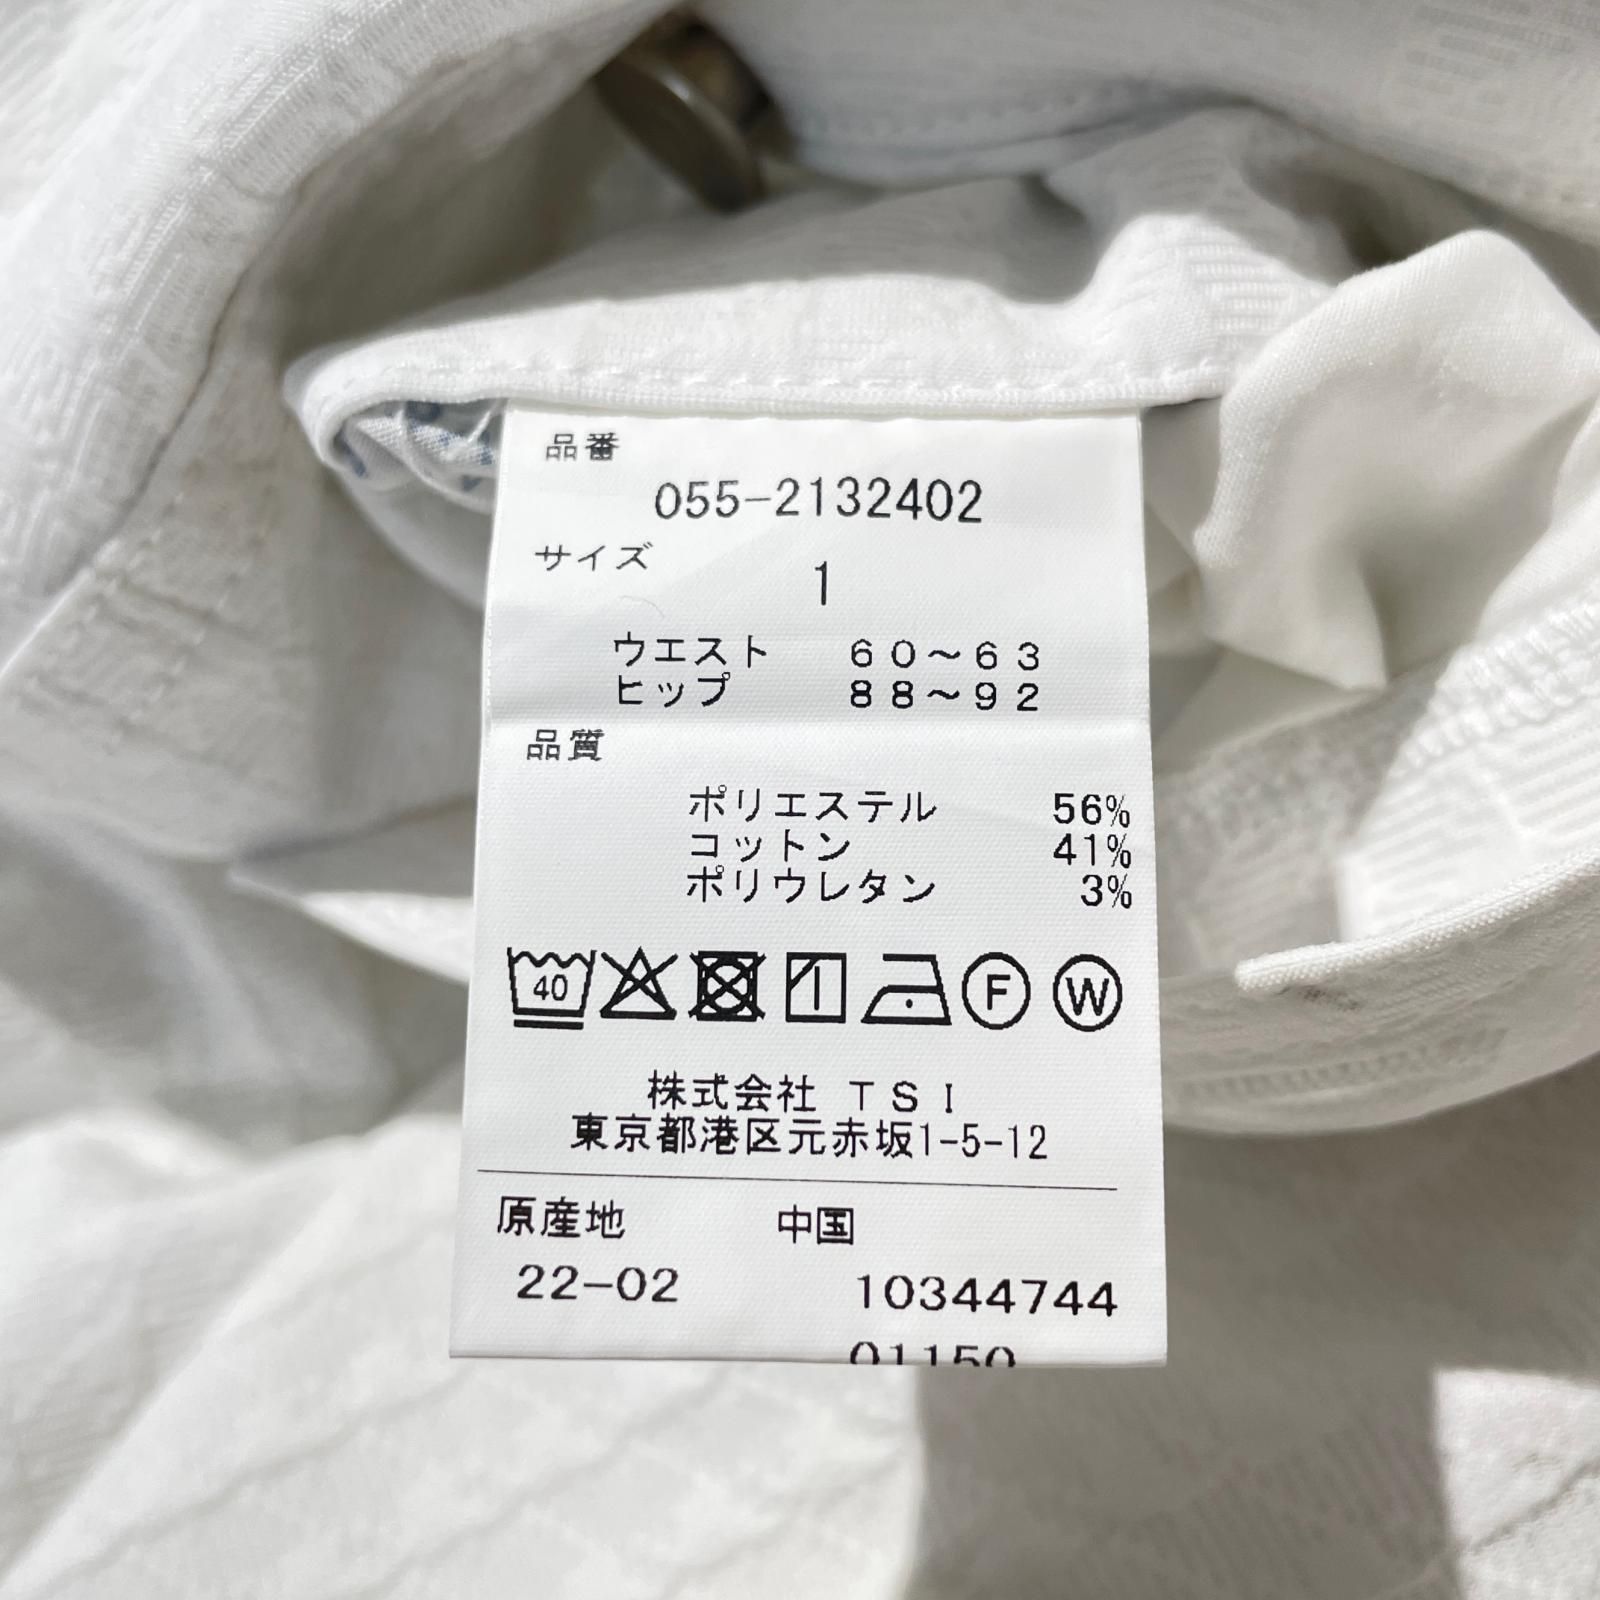 品番
055-2132402
サイズ
1
ウエスト 60～63
ヒップ 88～92
品質
ポリエステル 56%
コットン 41%
ポリウレタン 3%
40 F W
株式会社 TSI
東京都港区元赤坂1-5-12
原産地 中国
22-02 10344744
01150